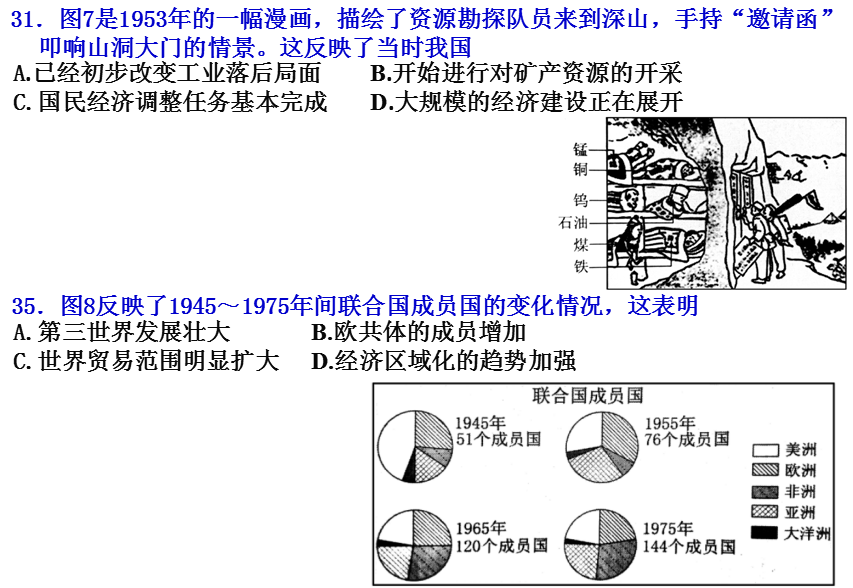 31．图7是1953年的一幅漫画，描绘了资源勘探队员来到深山，手持“邀请函”
叩响山洞大门的情景。这反映了当时我国
A.已经初步改变工业落后局面 B.开始进行对矿产资源的开采
C. 国民经济调整任务基本完成 D.大规模的经济建设正在展开
锰
铜
钨
石油
煤
铁
35．图8反映了1945～1975年间联合国成员国的变化情况，这表明
A. 第三世界发展壮大 B.欧共体的成员增加
C. 世界贸易范围明显扩大 D.经济区域化的趋势加强
联合国成员国
1945年
51个成员国
1955年
76个成员国
1965年
120个成员国
1975年
144个成员国
美洲
欧洲
非洲
亚洲
大洋洲